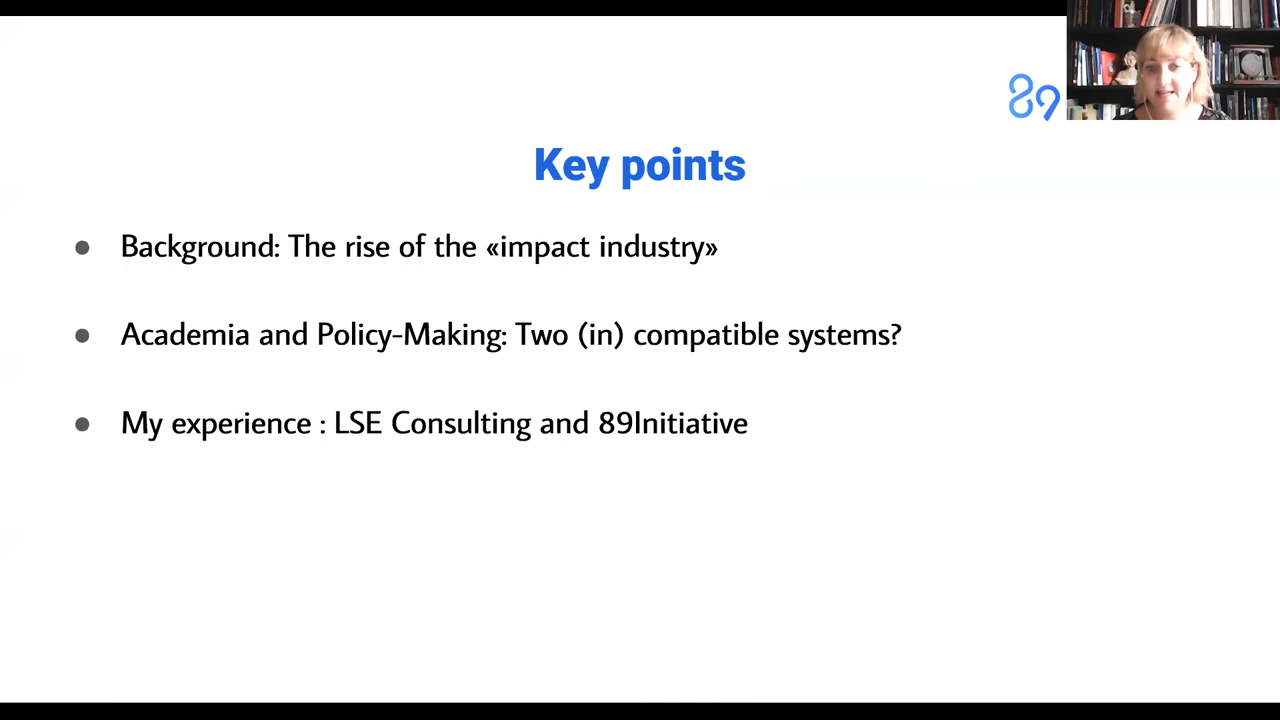 89
Key points
● Background: The rise of the «impact industry»
● Academia and Policy-Making: Two (in) compatible systems?
● My experience : LSE Consulting and 89Initiative